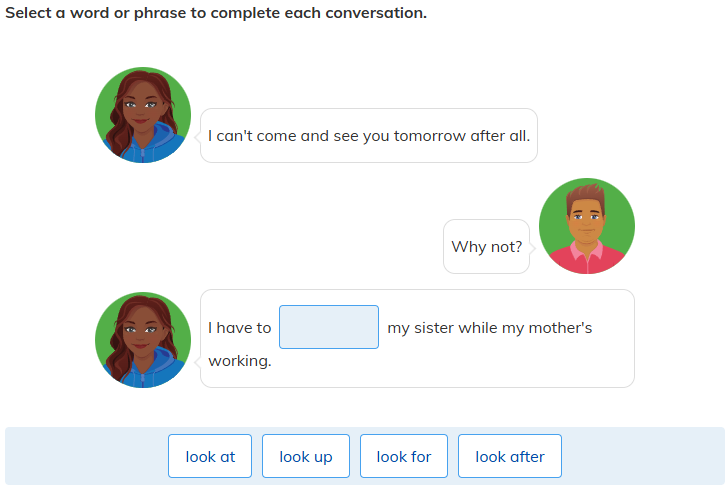 Select a word or phrase to complete each conversation.
I can't come and see you tomorrow after all.
Why not?
I have to my sister while my mother's
working.
look at look up look for look after